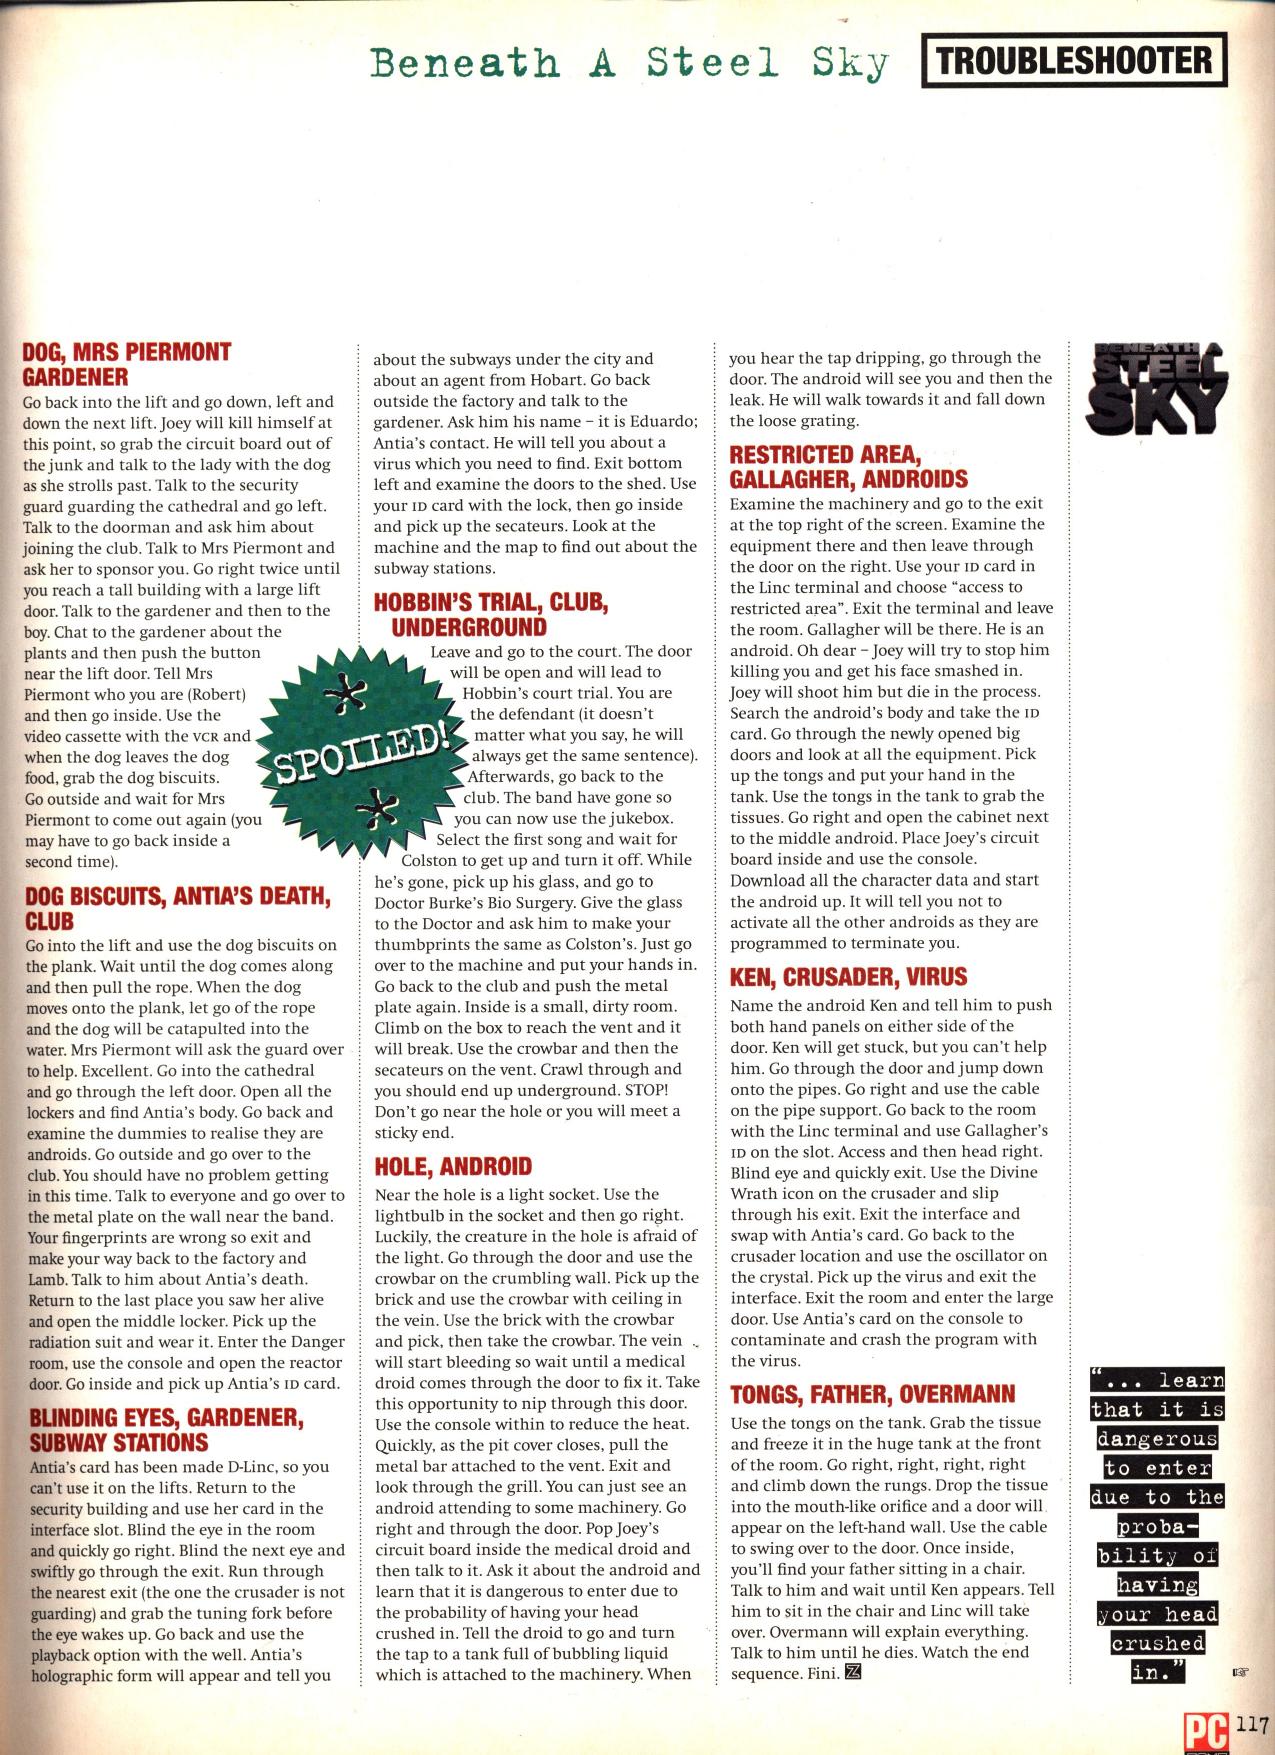 Beneath A Steel Sky
TROUBLESHOOTER
DOG, MRS PIERMONT
GARDENER
Go back into the lift and go down, left and
down the next lift. Joey will kill himself at
this point, so grab the circuit board out of
the junk and talk to the lady with the dog
as she strolls past. Talk to the security
guard guarding the cathedral and go left.
Talk to the doorman and ask him about
joining the club. Talk to Mrs Piermont and
ask her to sponsor you. Go right twice until
you reach a tall building with a large lift
door. Talk to the gardener and then to the
boy. Chat to the gardener about the
plants and then push the button
near the lift door. Tell Mrs
Piermont who you are (Robert)
and then go inside. Use the
video cassette with the VCR and
when the dog leaves the dog
food, grab the dog biscuits.
Go outside and wait for Mrs
Piermont to come out again (you
may have to go back inside a
second time).
DOG BISCUITS, ANTIA'S DEATH,
CLUB
Go into the lift and use the dog biscuits on
the plank. Wait until the dog comes along
and then pull the rope. When the dog
moves onto the plank, let go of the rope
and the dog will be catapulted into the
water. Mrs Piermont will ask the guard over
to help. Excellent. Go into the cathedral
and go through the left door. Open all the
lockers and find Antia's body. Go back and
examine the dummies to realise they are
androids. Go outside and go over to the
club. You should have no problem getting
in this time. Talk to everyone and go over to
the metal plate on the wall near the band.
Your fingerprints are wrong so exit and
make your way back to the factory and
Lamb. Talk to him about Antia's death.
Return to the last place you saw her alive
and open the middle locker. Pick up the
radiation suit and wear it. Enter the Danger
room, use the console and open the reactor
door. Go inside and pick up Antia's ID card.
BLINDING EYES, GARDENER,
SUBWAY STATIONS
Antia's card has been made D-Linc, so you
can't use it on the lifts. Return to the
security building and use her card in the
interface slot. Blind the eye in the room
and quickly go right. Blind the next eye and
swiftly go through the exit. Run through
the nearest exit (the one the crusader is not
guarding) and grab the tuning fork before
the eye wakes up. Go back and use the
playback option with the well. Antia's
holographic form will appear and tell you
about the subways under the city and
about an agent from Hobart. Go back
outside the factory and talk to the
gardener. Ask him his name – it is Eduardo;
Antia's contact. He will tell you about a
virus which you need to find. Exit bottom
left and examine the doors to the shed. Use
your ID card with the lock, then go inside
and pick up the secateurs. Look at the
machine and the map to find out about the
subway stations.
HOBBIN'S TRIAL, CLUB,
UNDERGROUND
Leave and go to the court. The door
will be open and will lead to
Hobbin's court trial. You are
the defendant (it doesn't
matter what you say, he will
always get the same sentence).
Afterwards, go back to the
club. The band have gone so
you can now use the jukebox.
Select the first song and wait for
Colston to get up and turn it off. While
he's gone, pick up his glass, and go to
Doctor Burke's Bio Surgery. Give the glass
to the Doctor and ask him to make your
thumbprints the same as Colston's. Just go
over to the machine and put your hands in.
Go back to the club and push the metal
plate again. Inside is a small, dirty room.
Climb on the box to reach the vent and it
will break. Use the crowbar and then the
secateurs on the vent. Crawl through and
you should end up underground. STOP!
Don't go near the hole or you will meet a
sticky end.
HOLE, ANDROID
Near the hole is a light socket. Use the
lightbulb in the socket and then go right.
Luckily, the creature in the hole is afraid of
the light. Go through the door and use the
crowbar on the crumbling wall. Pick up the
brick and use the crowbar with ceiling in
the vein. Use the brick with the crowbar
and pick, then take the crowbar. The vein
will start bleeding so wait until a medical
droid comes through the door to fix it. Take
this opportunity to nip through this door.
Use the console within to reduce the heat.
Quickly, as the pit cover closes, pull the
metal bar attached to the vent. Exit and
look through the grill. You can just see an
android attending to some machinery. Go
right and through the door. Pop Joey's
circuit board inside the medical droid and
then talk to it. Ask it about the android and
learn that it is dangerous to enter due to
the probability of having your head
crushed in. Tell the droid to go and turn
the tap to a tank full of bubbling liquid
which is attached to the machinery. When
SPOILED!
you hear the tap dripping, go through the
door. The android will see you and then the
leak. He will walk towards it and fall down
the loose grating.
RESTRICTED AREA,
GALLAGHER, ANDROIDS
Examine the machinery and go to the exit
at the top right of the screen. Examine the
equipment there and then leave through
the door on the right. Use your ID card in
the Linc terminal and choose “access to
restricted area”. Exit the terminal and leave
the room. Gallagher will be there. He is an
android. Oh dear – Joey will try to stop him
killing you and get his face smashed in.
Joey will shoot him but die in the process.
Search the android's body and take the ID
card. Go through the newly opened big
doors and look at all the equipment. Pick
up the tongs and put your hand in the
tank. Use the tongs in the tank to grab the
tissues. Go right and open the cabinet next
to the middle android. Place Joey's circuit
board inside and use the console.
Download all the character data and start
the android up. It will tell you not to
activate all the other androids as they are
programmed to terminate you.
KEN, CRUSADER, VIRUS
Name the android Ken and tell him to push
both hand panels on either side of the
door. Ken will get stuck, but you can't help
him. Go through the door and jump down
onto the pipes. Go right and use the cable
on the pipe support. Go back to the room
with the Linc terminal and use Gallagher's
ID on the slot. Access and then head right.
Blind eye and quickly exit. Use the Divine
Wrath icon on the crusader and slip
through his exit. Exit the interface and
swap with Antia's card. Go back to the
crusader location and use the oscillator on
the crystal. Pick up the virus and exit the
interface. Exit the room and enter the large
door. Use Antia's card on the console to
contaminate and crash the program with
the virus.
TONGS, FATHER, OVERMANN
Use the tongs on the tank. Grab the tissue
and freeze it in the huge tank at the front
of the room. Go right, right, right, right
and climb down the rungs. Drop the tissue
into the mouth-like orifice and a door will
appear on the left-hand wall. Use the cable
to swing over to the door. Once inside,
you'll find your father sitting in a chair.
Talk to him and wait until Ken appears. Tell
him to sit in the chair and Linc will take
over. Overmann will explain everything.
Talk to him until he dies. Watch the end
sequence. Fini. Z
BENEATH A
STEEL
SKY
“... learn
that it is
dangerous
to enter
due to the
proba-
bility of
having
your head
crushed
in.”
PC
117